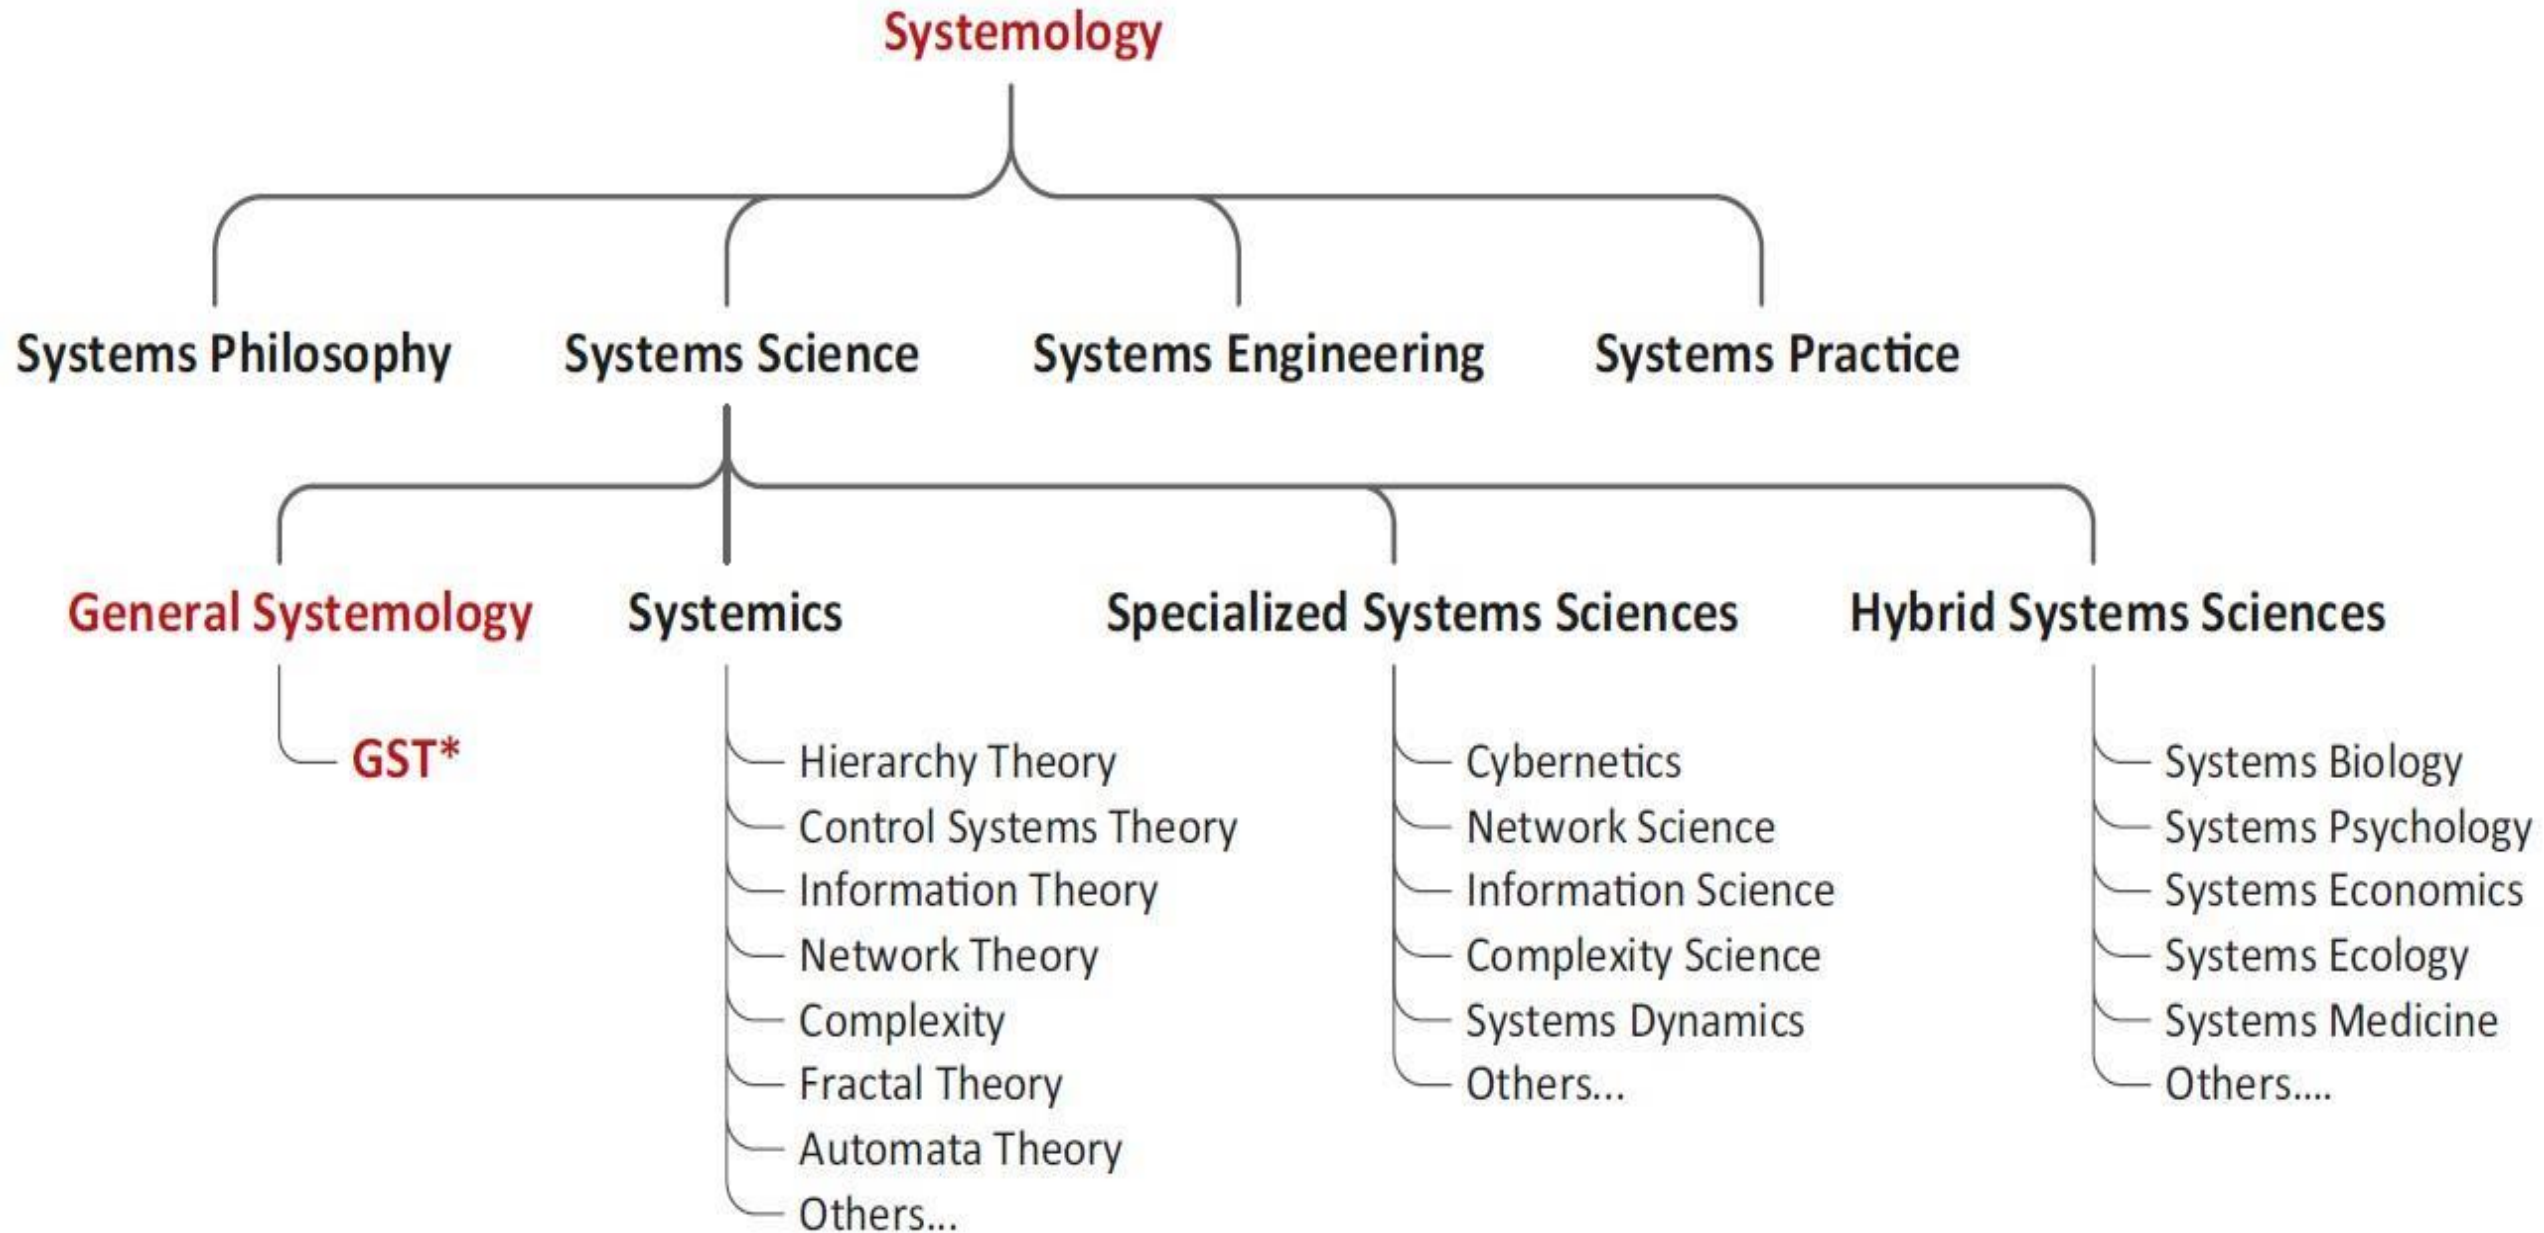 Systemology
Systems Philosophy
Systems Science
Systems Engineering
Systems Practice
General Systemology
Systemics
Specialized Systems Sciences
Hybrid Systems Sciences
GST*
Hierarchy Theory
Control Systems Theory
Information Theory
Network Theory
Complexity
Fractal Theory
Automata Theory
Others...
Cybernetics
Network Science
Information Science
Complexity Science
Systems Dynamics
Others...
Systems Biology
Systems Psychology
Systems Economics
Systems Ecology
Systems Medicine
Others....